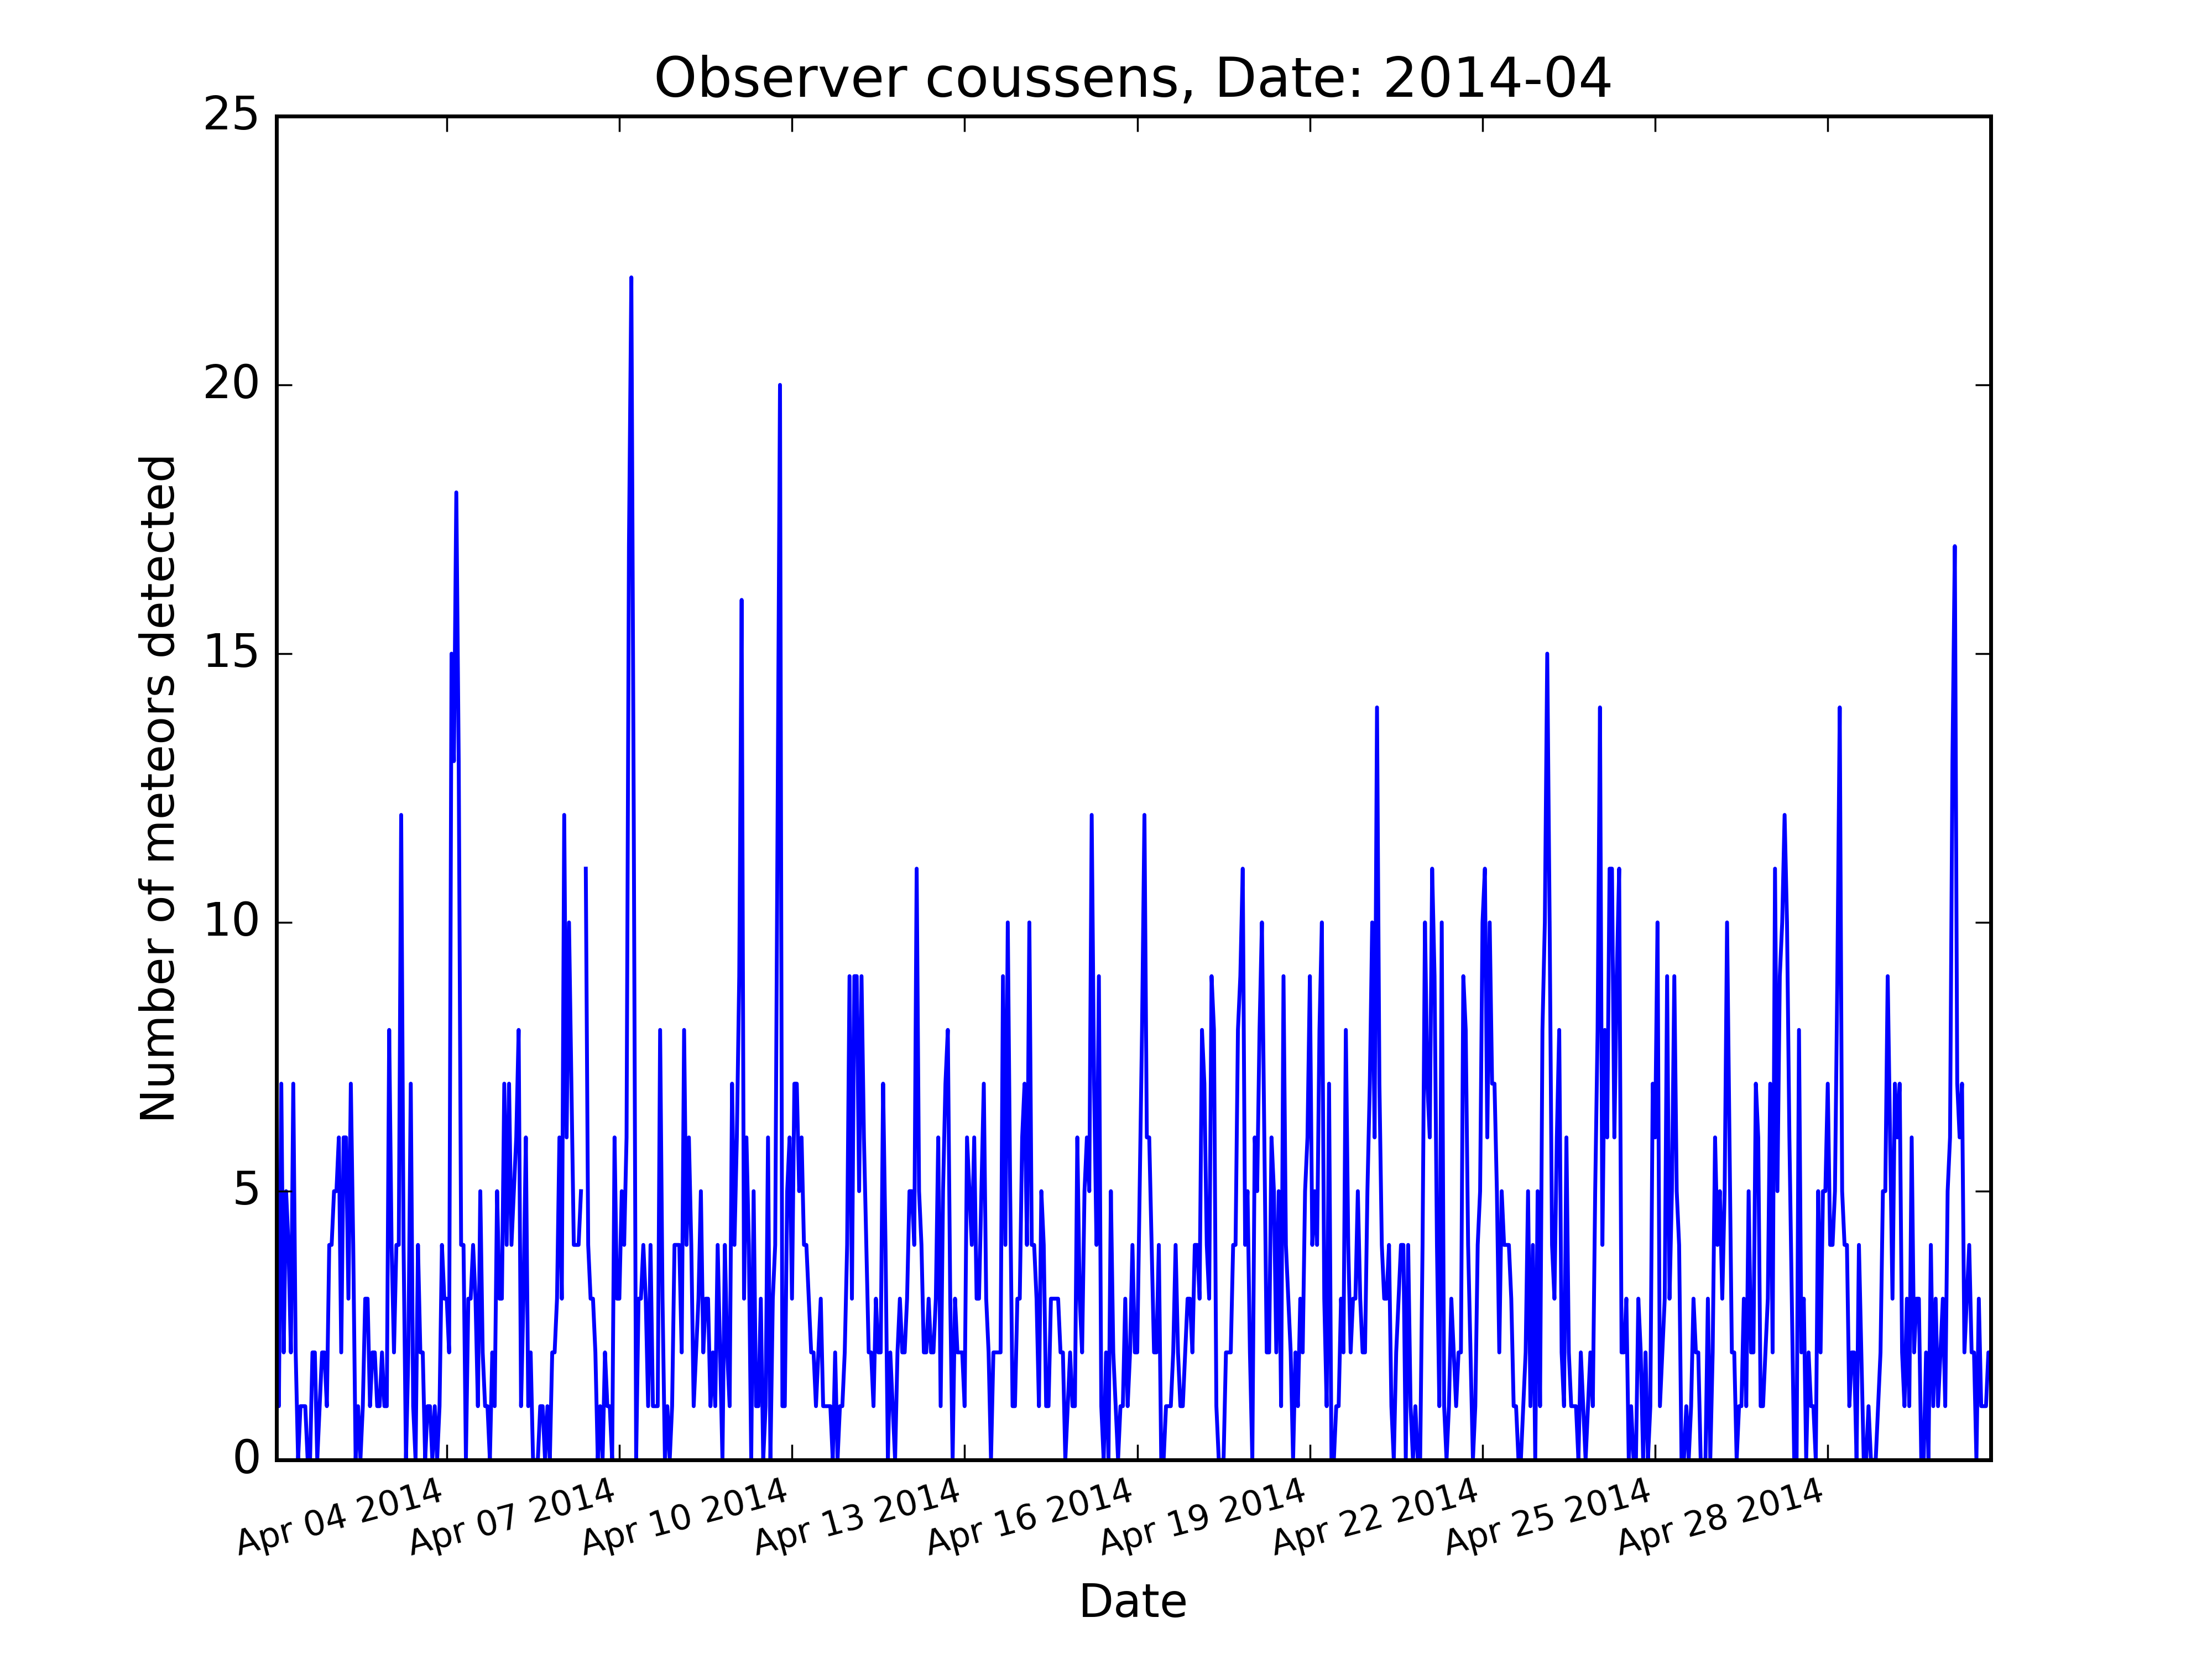 Observer coussens, Date: 2014-04
25
20
15
10
5
0
Number of meteors detected
Apr 04 2014
Apr 07 2014
Apr 10 2014
Apr 13 2014
Apr 16 2014
Apr 19 2014
Apr 22 2014
Apr 25 2014
Apr 28 2014
Date